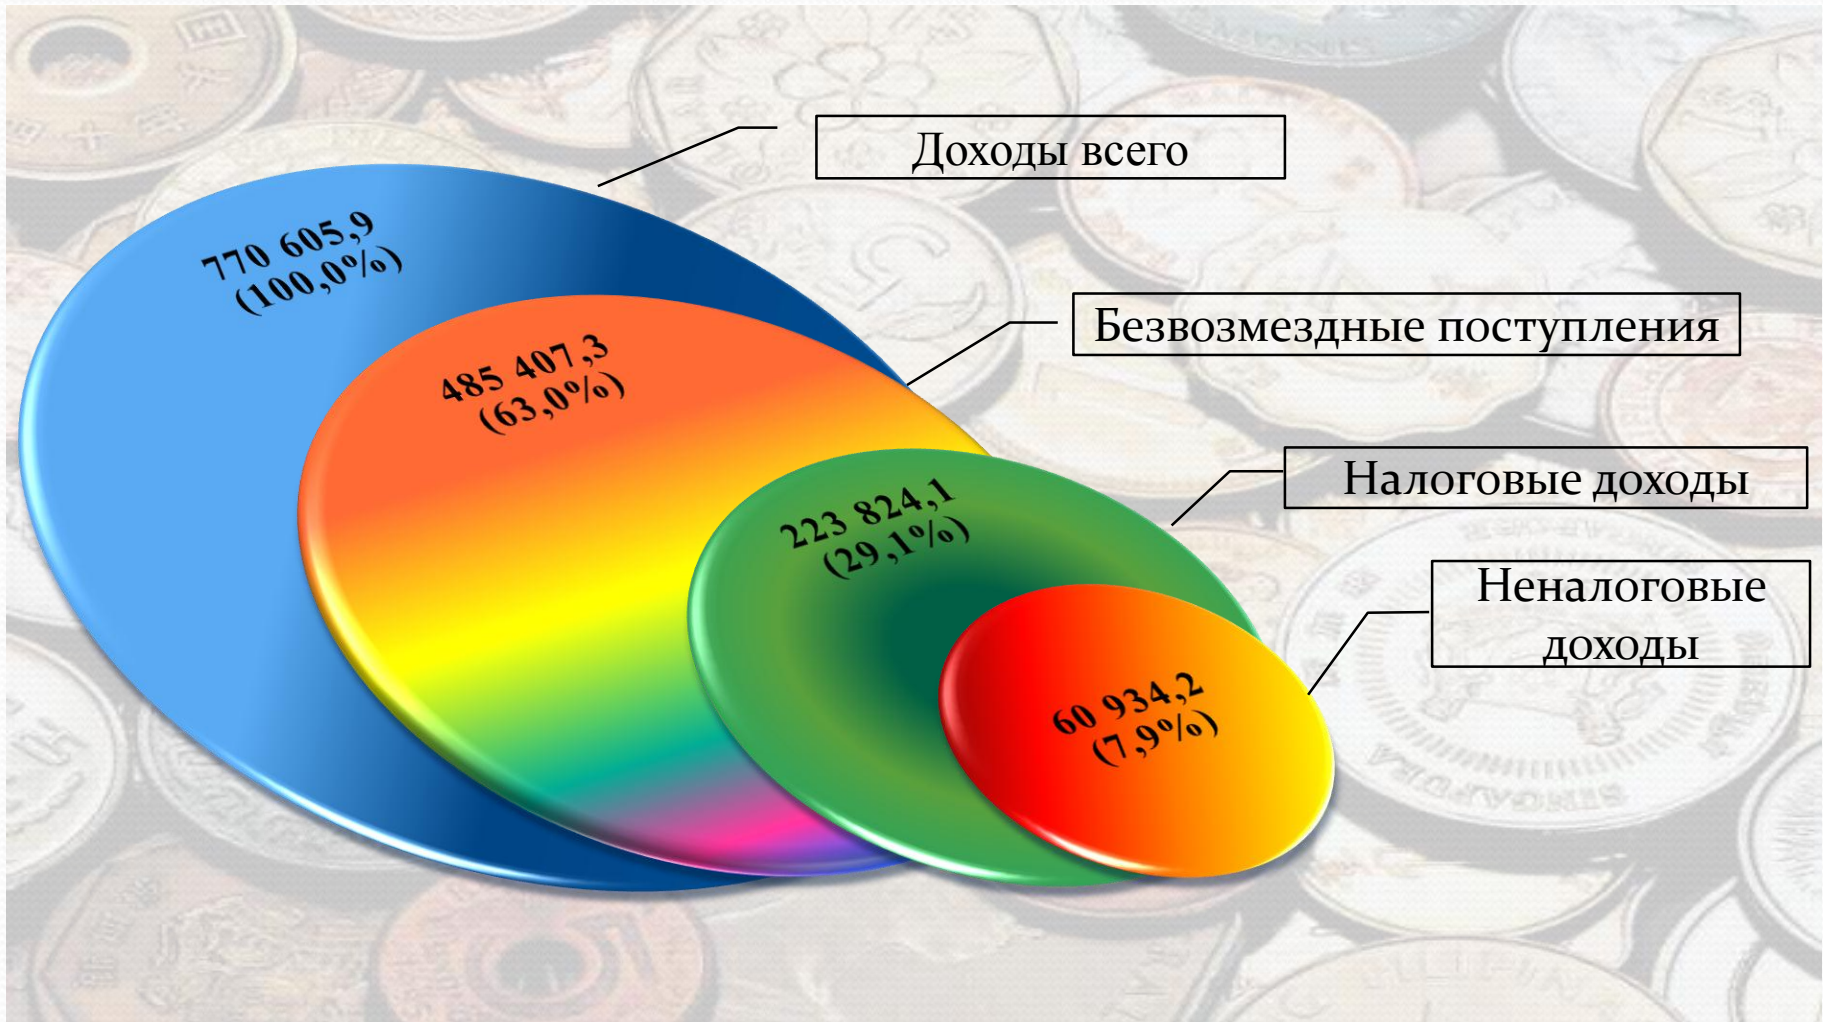 Доходы всего
770 605,9
(100,0%)
Безвозмездные поступления
485 407,3
(63,0%)
Налоговые доходы
223 824,1
(29,1%)
Неналоговые
доходы
60 934,2
(7,9%)
SINGAPURA